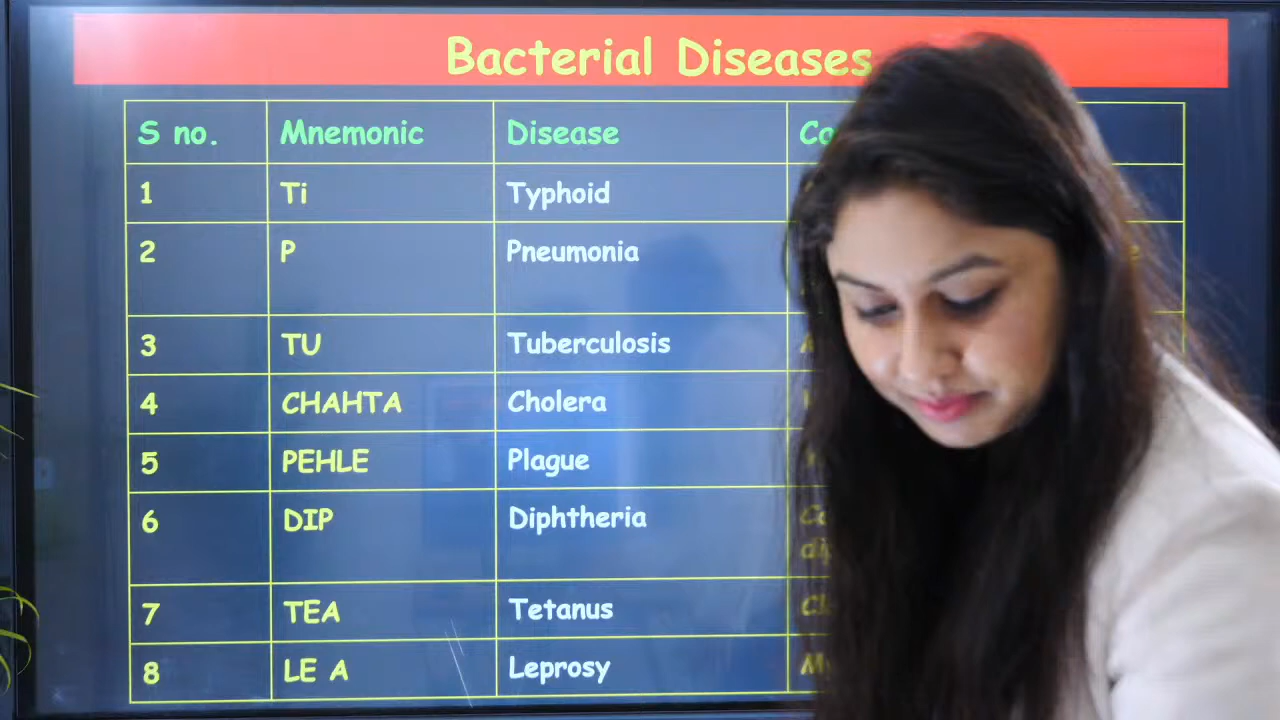 Bacterial Diseases
S no. Mnemonic Disease
1 Ti Typhoid
2 P Pneumonia
3 TU Tuberculosis
4 CHAHTA Cholera
5 PEHLE Plague
6 DIP Diphtheria
7 TEA Tetanus
8 LE A Leprosy